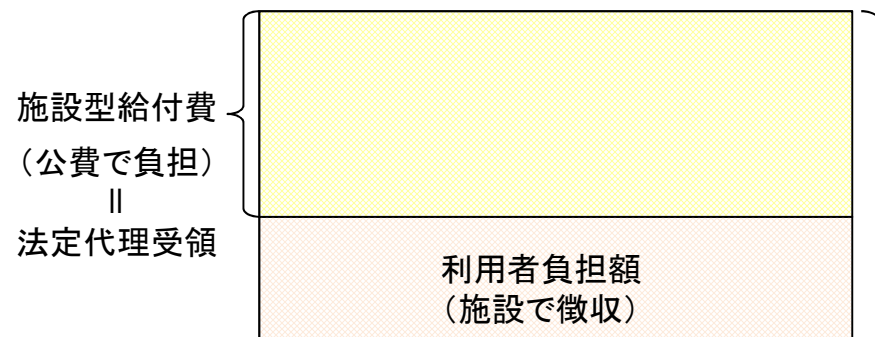 施設型給付費
（公費で負担）
||
法定代理受領
利用者負担額
（施設で徴収）